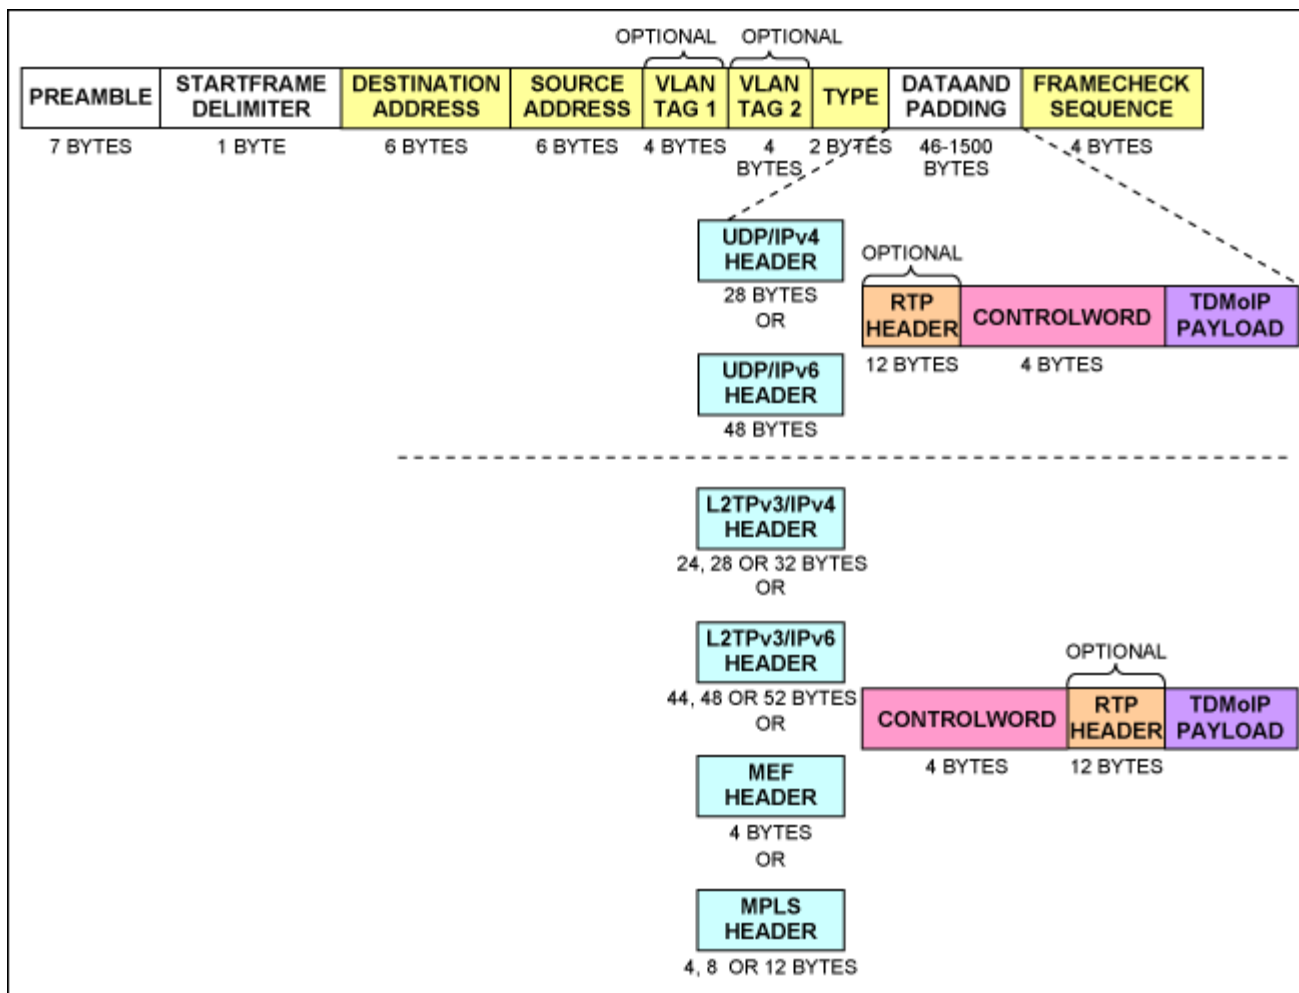 OPTIONAL OPTIONAL
PREAMBLE
STARTFRAME
DELIMITER
DESTINATION
ADDRESS
SOURCE
ADDRESS
VLAN
TAG 1
VLAN
TAG 2
TYPE
DATAAND
PADDING
FRAMECHECK
SEQUENCE
7 BYTES
1 BYTE
6 BYTES
6 BYTES
4 BYTES
4
BYTES
2 BYTES
46-1500
BYTES
4 BYTES
UDP/IPv4
HEADER
28 BYTES
OR
UDP/IPv6
HEADER
48 BYTES
OPTIONAL
RTP
HEADER
CONTROLWORD
TDMoIP
PAYLOAD
12 BYTES
4 BYTES
L2TPv3/IPv4
HEADER
24, 28 OR 32 BYTES
OR
L2TPv3/IPv6
HEADER
44, 48 OR 52 BYTES
OR
MEF
HEADER
4 BYTES
OR
MPLS
HEADER
4, 8 OR 12 BYTES
OPTIONAL
CONTROLWORD
RTP
HEADER
TDMoIP
PAYLOAD
4 BYTES
12 BYTES